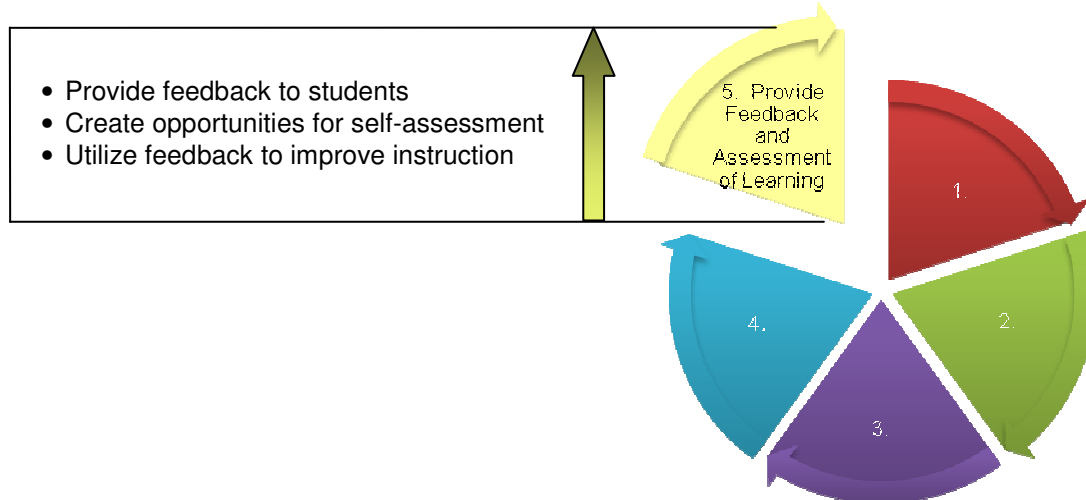 • Provide feedback to students
• Create opportunities for self-assessment
• Utilize feedback to improve instruction
5. Provide
Feedback
and
Assessment
of Learning
1.
2.
3.
4.